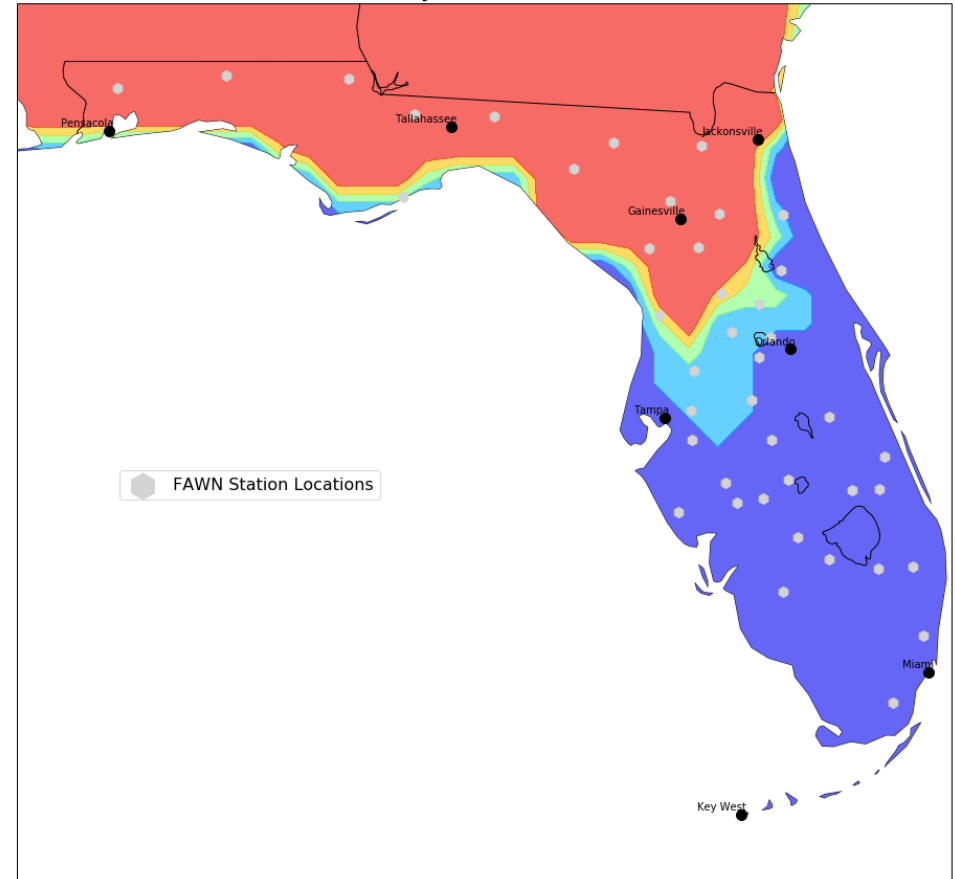 Pensacola
Tallahassee
Jacksonville
Gainesville
Orlando
Tampa
FAWN Station Locations
Miami
Key West